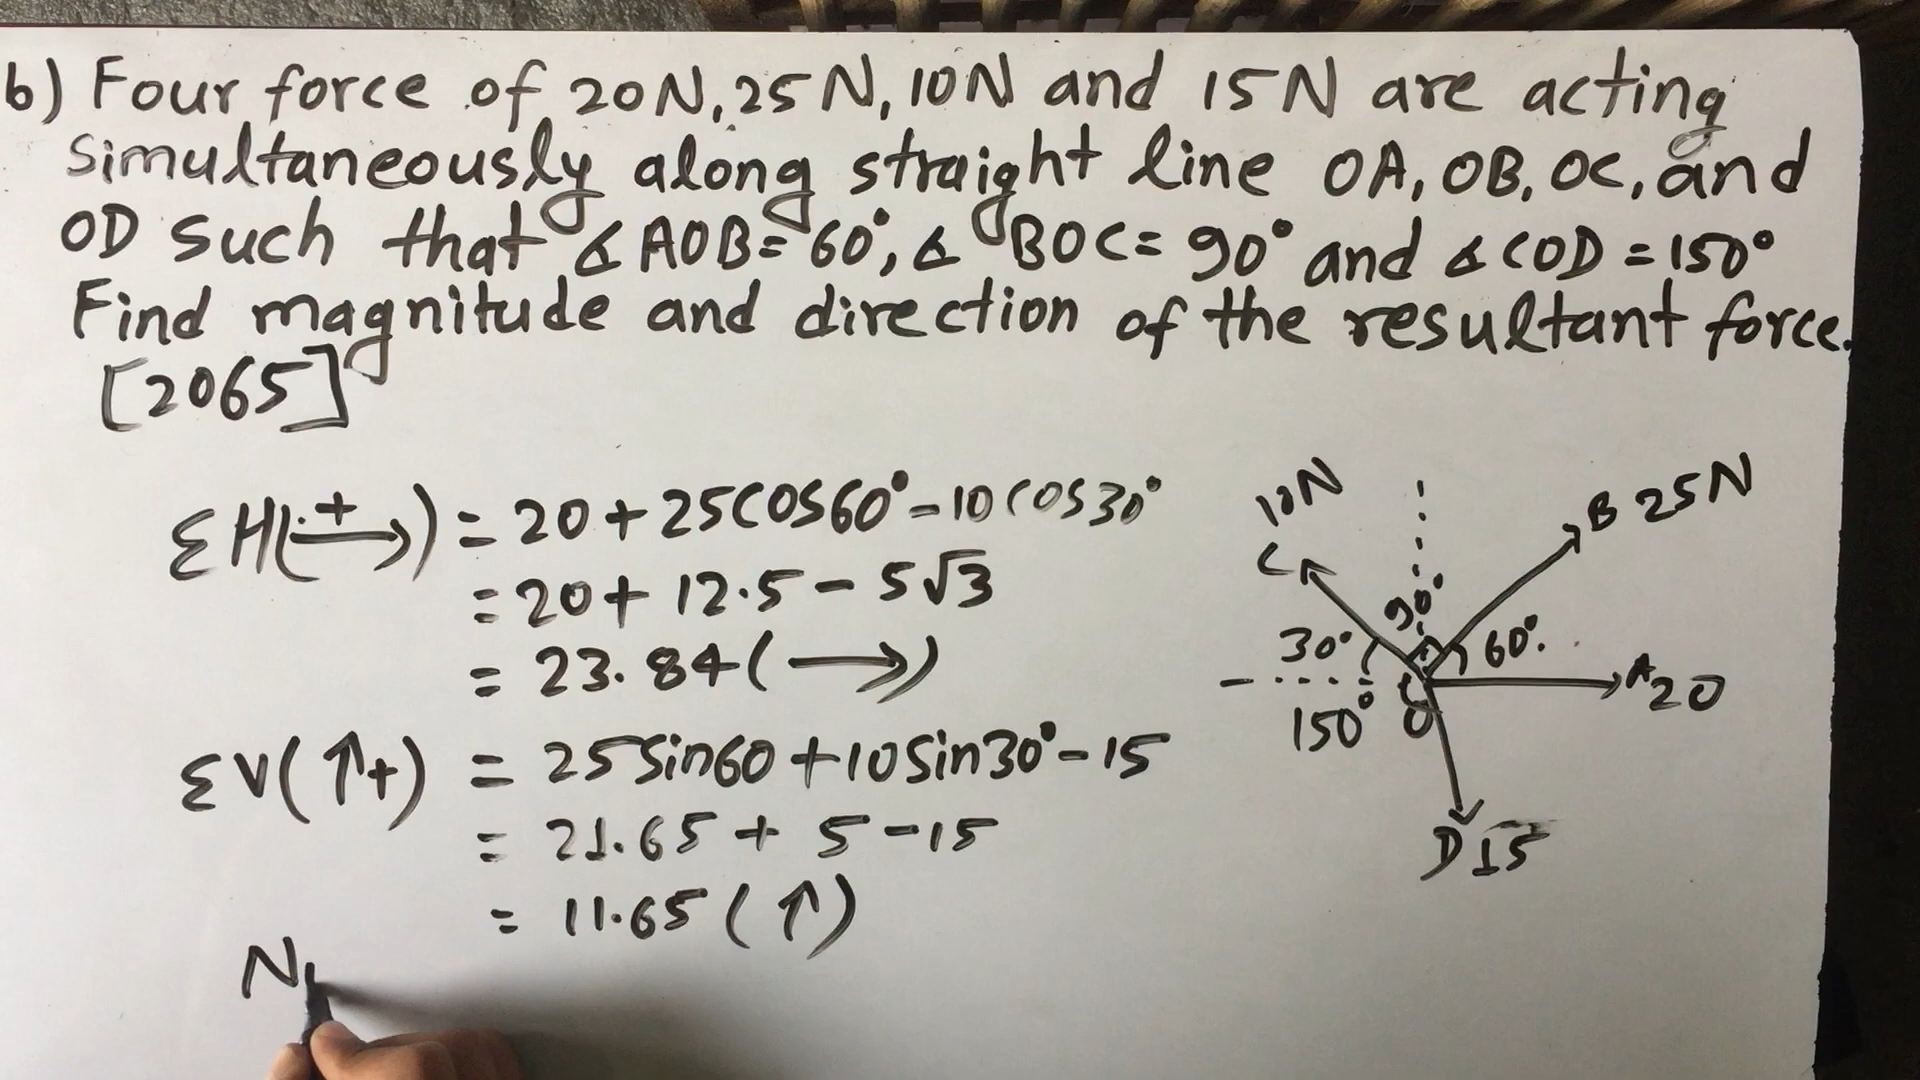 b) Four force of 20N, 25N, 10N and 15N are acting
Simultaneously along straight line OA, OB, OC, and
OD such that ∡AOB=60°, ∡BOC=90° and ∡COD=150°
Find magnitude and direction of the resultant force.
[2065]
ΣH(→+) = 20+25cos60°-10cos30°
= 20+12.5-5√3
= 23.84(→)
ΣV(↑+) = 25Sin60+10Sin30°-15
= 21.65+5-15
= 11.65(↑)
10N
C
B 25N
90°
30°
60°
A 20
150°
O
D 15